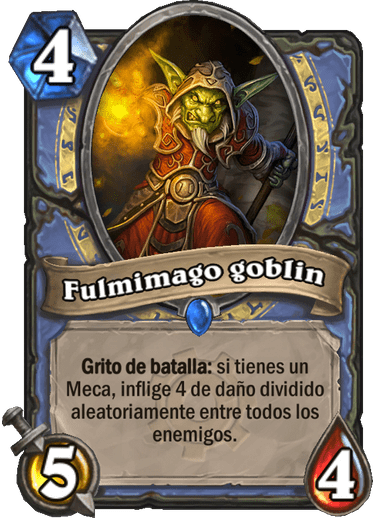 4
Fulmimago goblin
Grito de batalla: si tienes un
Meca, inflige 4 de daño dividido
aleatoriamente entre todos los
enemigos.
5
4